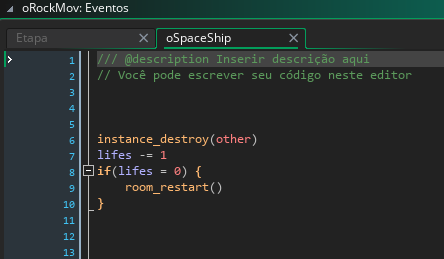 oRockMov: Eventos
Etapa
oSpaceShip
1 /// @description Inserir descrição aqui
2 // Você pode escrever seu código neste editor
3
4
5
6 instance_destroy(other)
7 lifes -= 1
8 if(lifes = 0) {
9 room_restart()
10 }
11
12
13